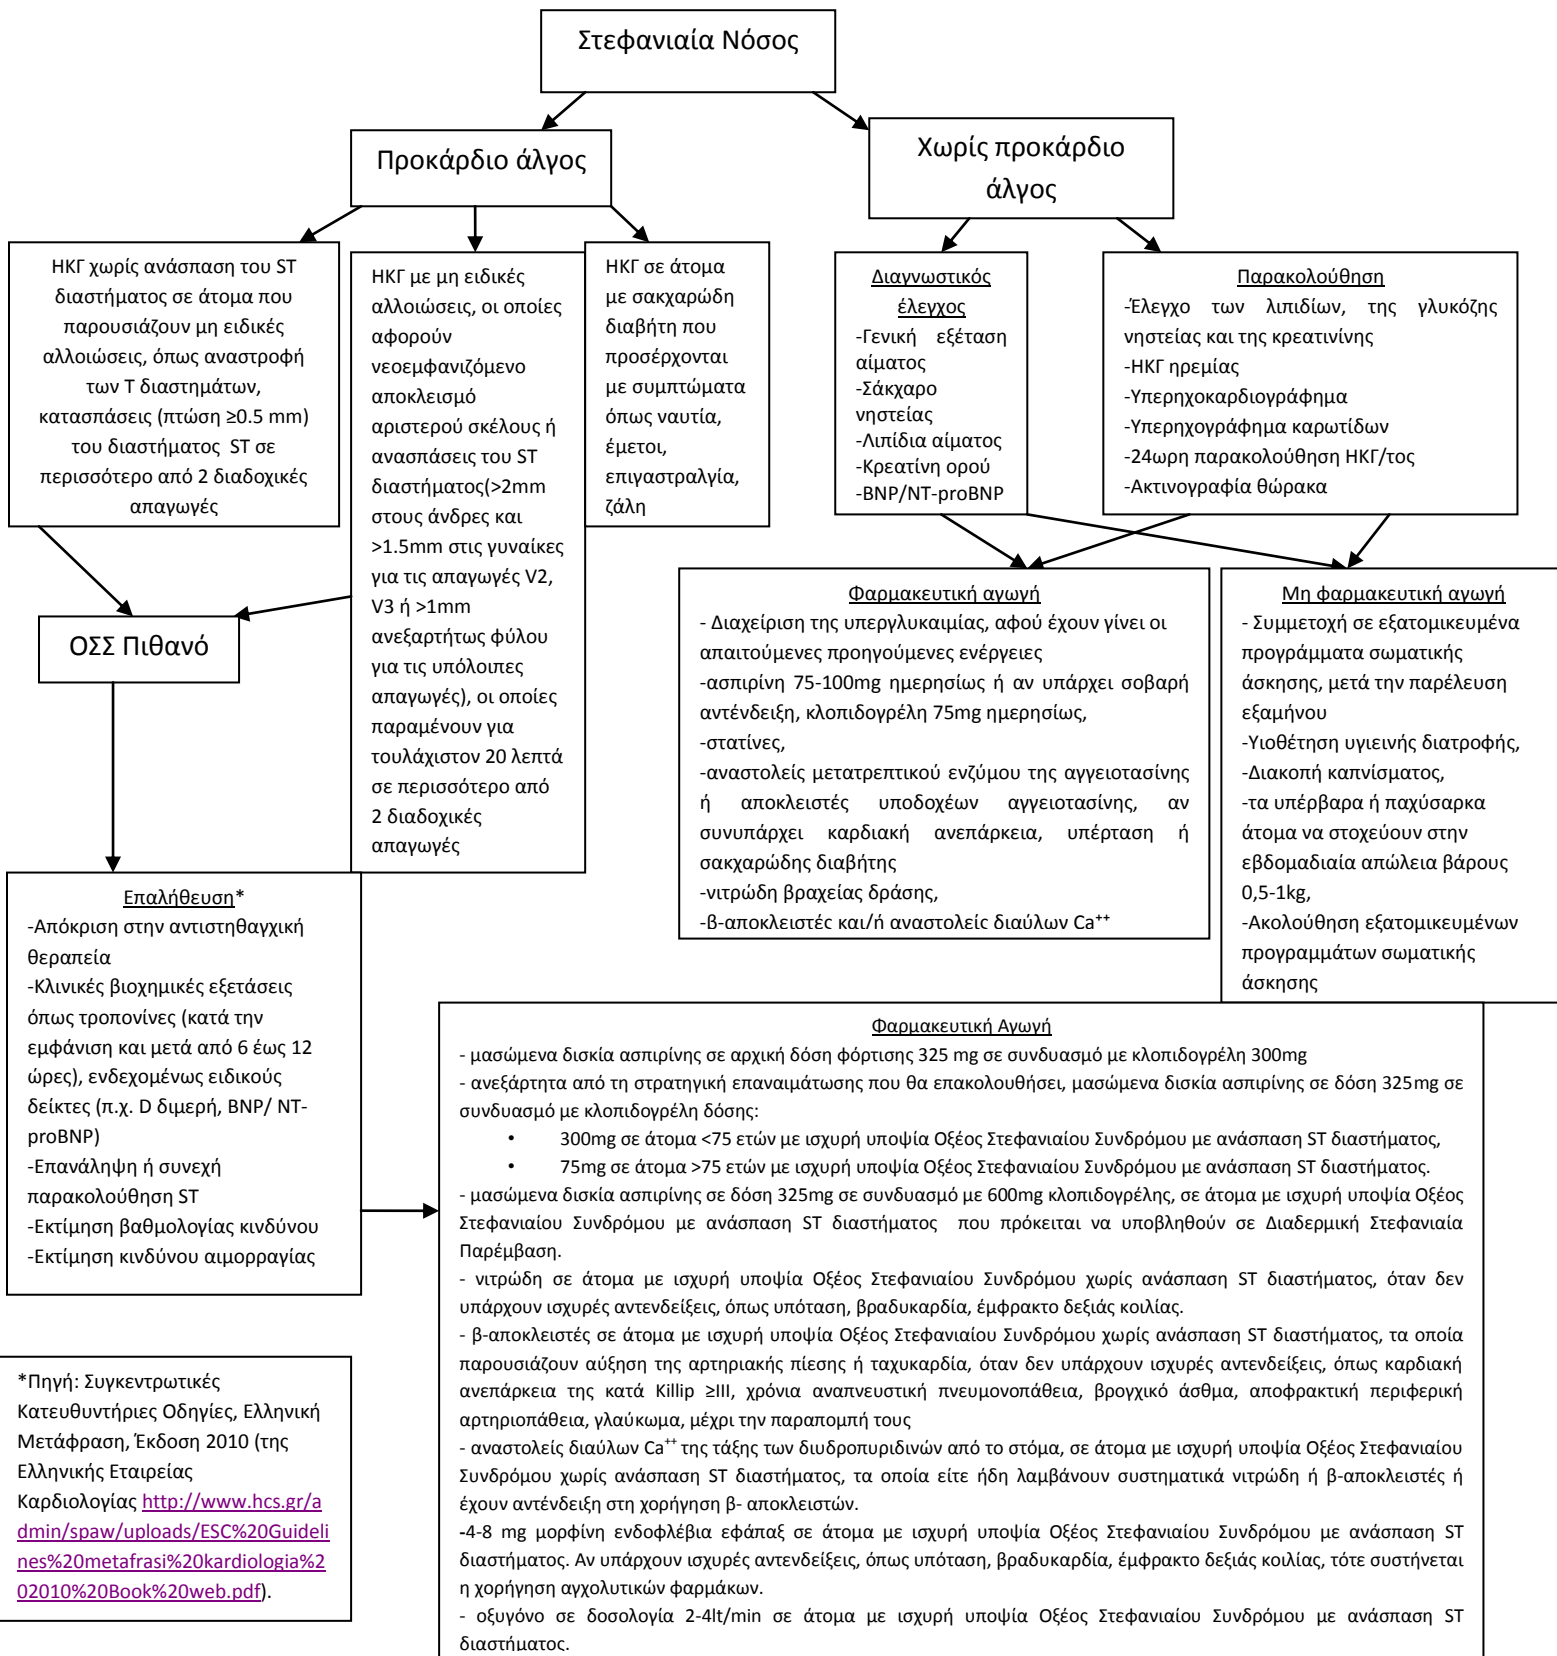 Στεφανιαία Νόσος
Προκάρδιο άλγος
Χωρίς προκάρδιο
άλγος
ΗΚΓ χωρίς ανάσπαση του ST
διαστήματος σε άτομα που
παρουσιάζουν μη ειδικές
αλλοιώσεις, όπως αναστροφή
των Τ διαστημάτων,
κατασπάσεις (πτώση ≥0.5 mm)
του διαστήματος ST σε
περισσότερο από 2 διαδοχικές
απαγωγές
ΗΚΓ με μη ειδικές
αλλοιώσεις, οι οποίες
αφορούν
νεοεμφανιζόμενο
αποκλεισμό
αριστερού σκέλους ή
ανασπάσεις του ST
διαστήματος(>2mm
στους άνδρες και
>1.5mm στις γυναίκες
για τις απαγωγές V2,
V3 ή >1mm
ανεξαρτήτως φύλου
για τις υπόλοιπες
απαγωγές), οι οποίες
παραμένουν για
τουλάχιστον 20 λεπτά
σε περισσότερο από
2 διαδοχικές
απαγωγές
ΗΚΓ σε άτομα
με σακχαρώδη
διαβήτη που
προσέρχονται
με συμπτώματα
όπως ναυτία,
έμετοι,
επιγαστραλγία,
ζάλη
Διαγνωστικός
έλεγχος
-Γενική εξέταση
αίματος
-Σάκχαρο
νηστείας
-Λιπίδια αίματος
-Κρεατίνη ορού
-BNP/NT-proBNP
Παρακολούθηση
-Έλεγχο των λιπιδίων, της γλυκόζης
νηστείας και της κρεατινίνης
-ΗΚΓ ηρεμίας
-Υπερηχοκαρδιογράφημα
-Υπερηχογράφημα καρωτίδων
-24ωρη παρακολούθηση ΗΚΓ/τος
-Ακτινογραφία θώρακα
ΟΣΣ Πιθανό
Φαρμακευτική αγωγή
- Διαχείριση της υπεργλυκαιμίας, αφού έχουν γίνει οι
απαιτούμενες προηγούμενες ενέργειες
-ασπιρίνη 75-100mg ημερησίως ή αν υπάρχει σοβαρή
αντένδειξη, κλοπιδογρέλη 75mg ημερησίως,
-στατίνες,
-αναστολείς μετατρεπτικού ενζύμου της αγγειοτασίνης
ή αποκλειστές υποδοχέων αγγειοτασίνης, αν
συνυπάρχει καρδιακή ανεπάρκεια, υπέρταση ή
σακχαρώδης διαβήτης
-νιτρώδη βραχείας δράσης,
-β-αποκλειστές και/ή αναστολείς διαύλων Ca⁺⁺
Μη φαρμακευτική αγωγή
- Συμμετοχή σε εξατομικευμένα
προγράμματα σωματικής
άσκησης, μετά την παρέλευση
εξαμήνου
-Υιοθέτηση υγιεινής διατροφής,
-Διακοπή καπνίσματος,
-τα υπέρβαρα ή παχύσαρκα
άτομα να στοχεύουν στην
εβδομαδιαία απώλεια βάρους
0,5-1kg,
-Ακολούθηση εξατομικευμένων
προγραμμάτων σωματικής
άσκησης
Επαλήθευση*
-Απόκριση στην αντιστηθαγχική
θεραπεία
-Κλινικές βιοχημικές εξετάσεις
όπως τροπονίνες (κατά την
εμφάνιση και μετά από 6 έως 12
ώρες), ενδεχομένως ειδικούς
δείκτες (π.χ. D διμερή, BNP/ NT-
proBNP)
-Επανάληψη ή συνεχή
παρακολούθηση ST
-Εκτίμηση βαθμολογίας κινδύνου
-Εκτίμηση κινδύνου αιμορραγίας
Φαρμακευτική Αγωγή
- μασώμενα δισκία ασπιρίνης σε αρχική δόση φόρτισης 325 mg σε συνδυασμό με κλοπιδογρέλη 300mg
- ανεξάρτητα από τη στρατηγική επαναιμάτωσης που θα επακολουθήσει, μασώμενα δισκία ασπιρίνης σε δόση 325mg σε
συνδυασμό με κλοπιδογρέλη δόσης:
• 300mg σε άτομα <75 ετών με ισχυρή υποψία Οξέος Στεφανιαίου Συνδρόμου με ανάσπαση ST διαστήματος,
• 75mg σε άτομα >75 ετών με ισχυρή υποψία Οξέος Στεφανιαίου Συνδρόμου με ανάσπαση ST διαστήματος.
- μασώμενα δισκία ασπιρίνης σε δόση 325mg σε συνδυασμό με 600mg κλοπιδογρέλης, σε άτομα με ισχυρή υποψία Οξέος
Στεφανιαίου Συνδρόμου με ανάσπαση ST διαστήματος που πρόκειται να υποβληθούν σε Διαδερμική Στεφανιαία
Παρέμβαση.
- νιτρώδη σε άτομα με ισχυρή υποψία Οξέος Στεφανιαίου Συνδρόμου χωρίς ανάσπαση ST διαστήματος, όταν δεν
υπάρχουν ισχυρές αντενδείξεις, όπως υπόταση, βραδυκαρδία, έμφρακτο δεξιάς κοιλίας.
- β-αποκλειστές σε άτομα με ισχυρή υποψία Οξέος Στεφανιαίου Συνδρόμου χωρίς ανάσπαση ST διαστήματος, τα οποία
παρουσιάζουν αύξηση της αρτηριακής πίεσης ή ταχυκαρδία, όταν δεν υπάρχουν ισχυρές αντενδείξεις, όπως καρδιακή
ανεπάρκεια της κατά Killip ≥III, χρόνια αναπνευστική πνευμονοπάθεια, βρογχικό άσθμα, αποφρακτική περιφερική
αρτηριοπάθεια, γλαύκωμα, μέχρι την παραπομπή τους
- αναστολείς διαύλων Ca⁺⁺ της τάξης των διυδροπυριδινών από το στόμα, σε άτομα με ισχυρή υποψία Οξέος Στεφανιαίου
Συνδρόμου χωρίς ανάσπαση ST διαστήματος, τα οποία είτε ήδη λαμβάνουν συστηματικά νιτρώδη ή β-αποκλειστές ή
έχουν αντένδειξη στη χορήγηση β- αποκλειστών.
-4-8 mg μορφίνη ενδοφλέβια εφάπαξ σε άτομα με ισχυρή υποψία Οξέος Στεφανιαίου Συνδρόμου με ανάσπαση ST
διαστήματος. Αν υπάρχουν ισχυρές αντενδείξεις, όπως υπόταση, βραδυκαρδία, έμφρακτο δεξιάς κοιλίας, τότε συστήνεται
η χορήγηση αγχολυτικών φαρμάκων.
- οξυγόνο σε δοσολογία 2-4lt/min σε άτομα με ισχυρή υποψία Οξέος Στεφανιαίου Συνδρόμου με ανάσπαση ST
διαστήματος.
*Πηγή: Συγκεντρωτικές
Κατευθυντήριες Οδηγίες, Ελληνική
Μετάφραση, Έκδοση 2010 (της
Ελληνικής Εταιρείας
Καρδιολογίας http://www.hcs.gr/a
dmin/spaw/uploads/ESC%20Guideli
nes%20metafrasi%20kardiologia%2
02010%20Book%20web.pdf).